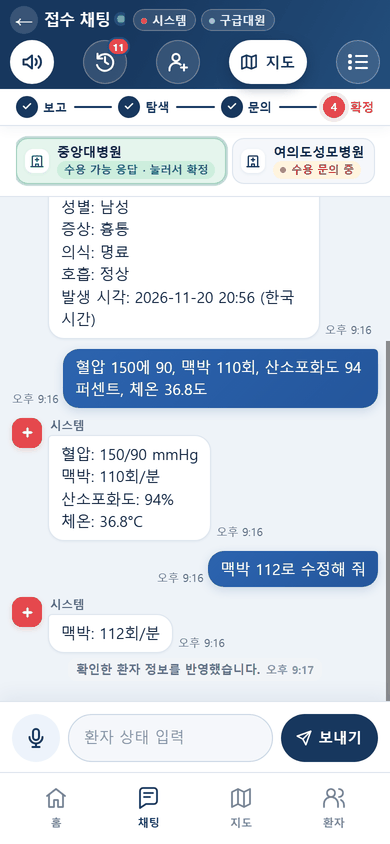 접수 채팅
시스템
구급대원
11
지도
보고
탐색
문의
4
확정
중앙대병원
수용 가능 응답 · 눌러서 확정
여의도성모병원
수용 문의 중
성별: 남성
증상: 흉통
의식: 명료
호흡: 정상
발생 시각: 2026-11-20 20:56 (한국
시간)
오후 9:16
혈압 150에 90, 맥박 110회, 산소포화도 94
퍼센트, 체온 36.8도
오후 9:16
시스템
혈압: 150/90 mmHg
맥박: 110회/분
산소포화도: 94%
체온: 36.8°C
오후 9:16
맥박 112로 수정해 줘
오후 9:16
시스템
맥박: 112회/분
오후 9:16
확인한 환자 정보를 반영했습니다. 오후 9:17
환자 상태 입력
보내기
홈
채팅
지도
환자